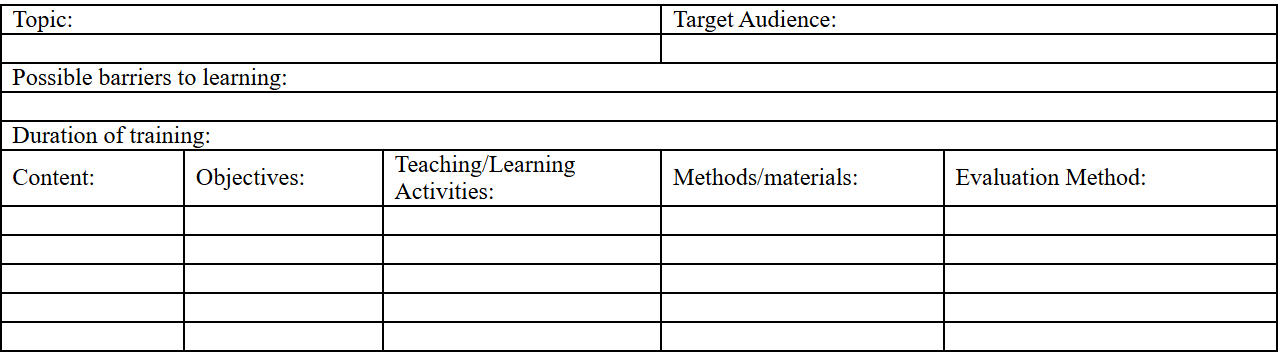 Topic:
Target Audience:
Possible barriers to learning:
Duration of training:
Content:
Objectives:
Teaching/Learning
Activities:
Methods/materials:
Evaluation Method: